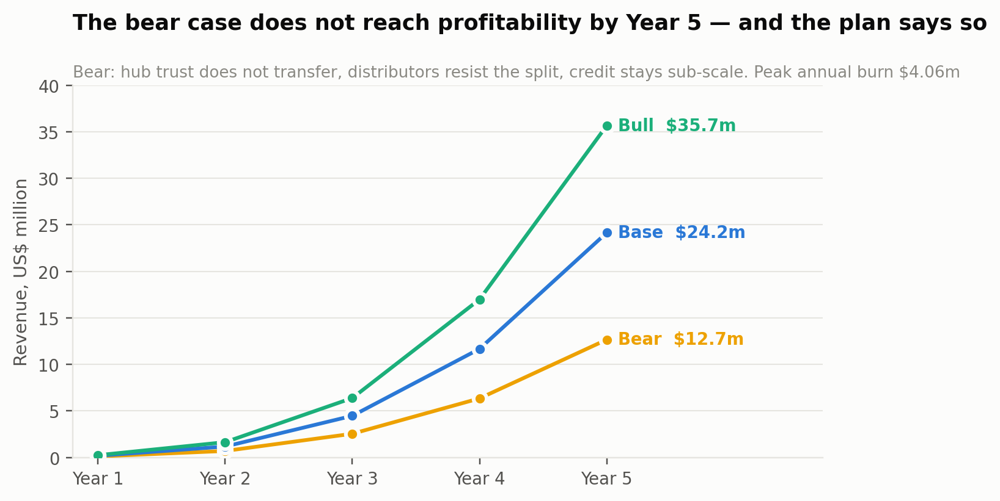 The bear case does not reach profitability by Year 5 — and the plan says so
Bear: hub trust does not transfer, distributors resist the split, credit stays sub-scale. Peak annual burn $4.06m
Revenue, US$ million
40
35
30
25
20
15
10
5
0
Bull $35.7m
Base $24.2m
Bear $12.7m
Year 1 Year 2 Year 3 Year 4 Year 5